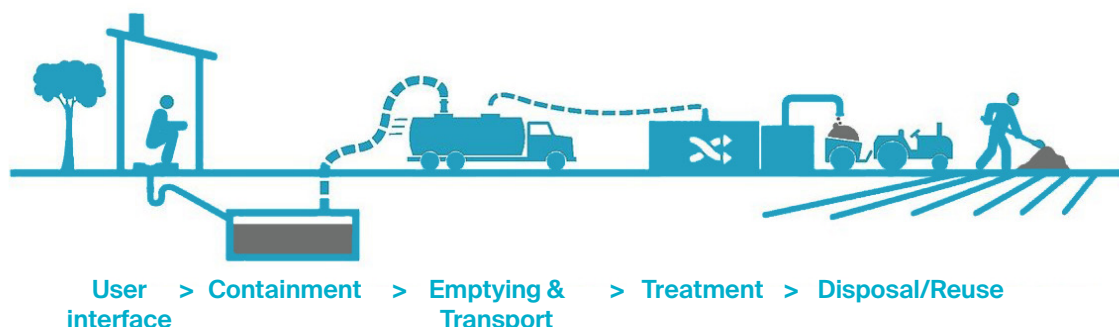 User > Containment > Emptying & > Treatment > Disposal/Reuse
interface Transport